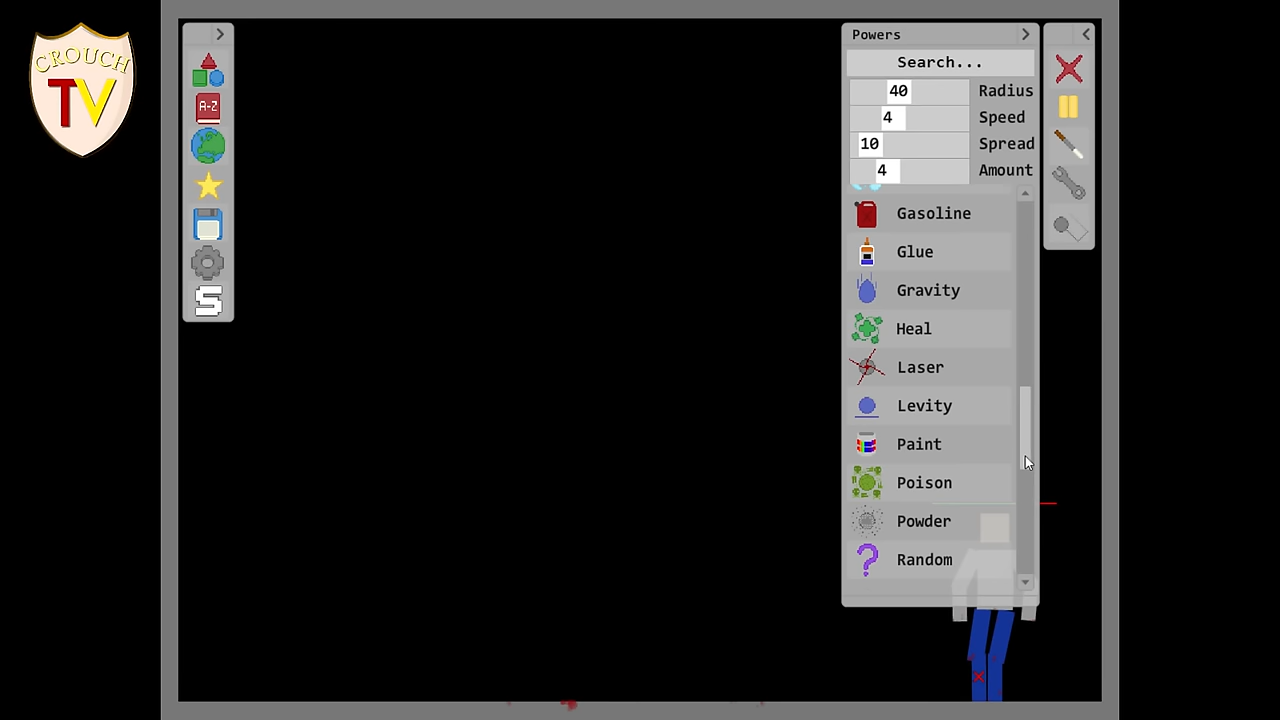 CROUCH
TV
A-Z
S
Powers
Search...
40 Radius
4 Speed
10 Spread
4 Amount
Gasoline
Glue
Gravity
Heal
Laser
Levity
Paint
Poison
Powder
? Random